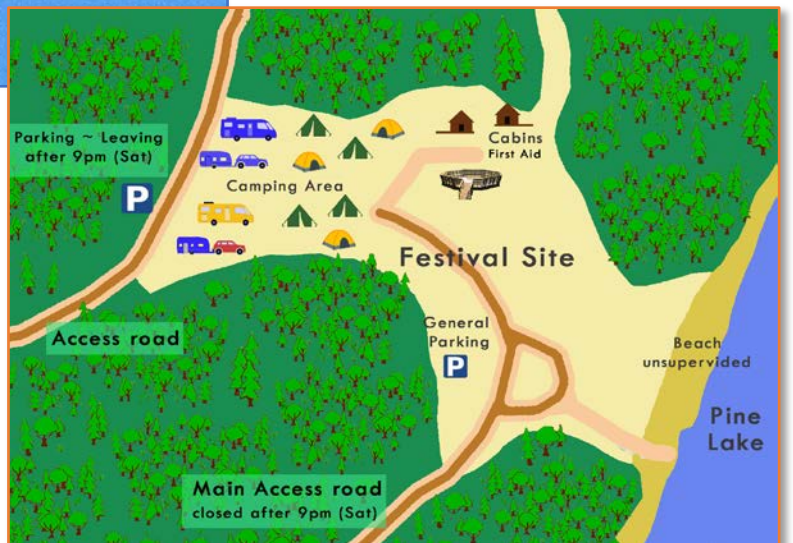 Parking ~ Leaving
after 9pm (Sat)
P
Cabins
First Aid
Camping Area
Festival Site
General
Parking
P
Access road
Beach
unsupervided
Pine
Lake
Main Access road
closed after 9pm (Sat)